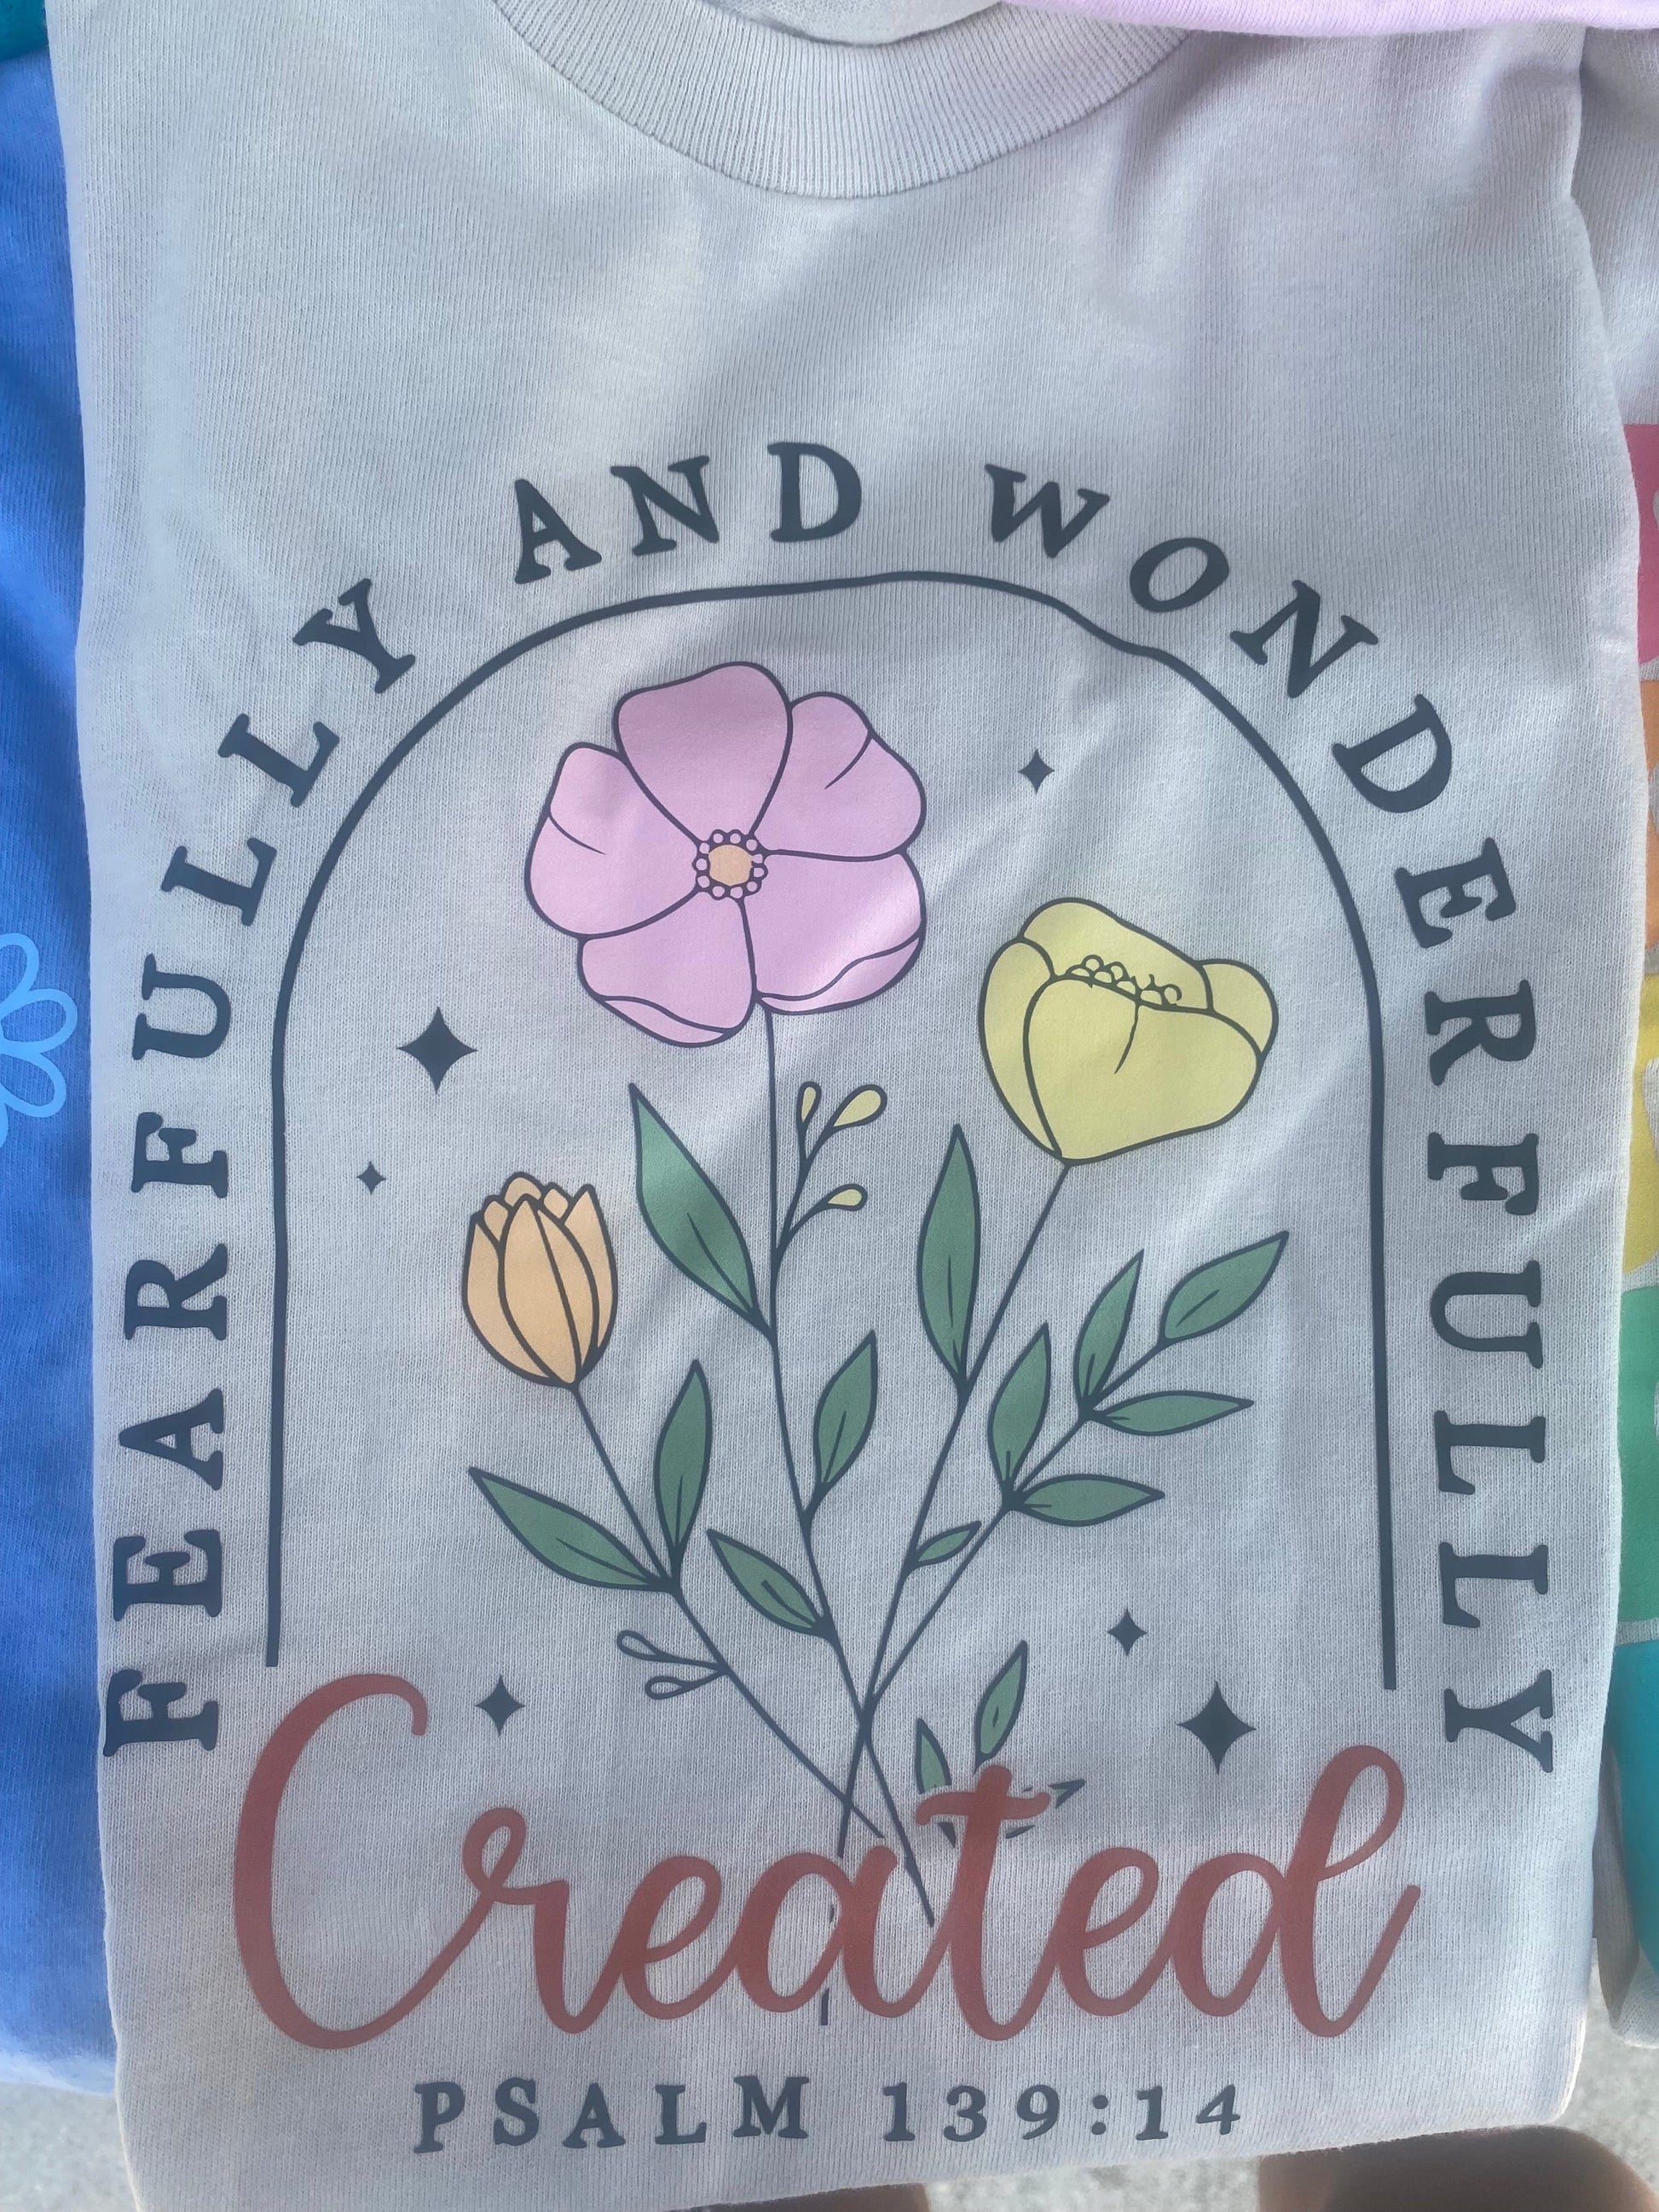 FEARFULLY AND WONDERFULLY
Created
PSALM 139:14